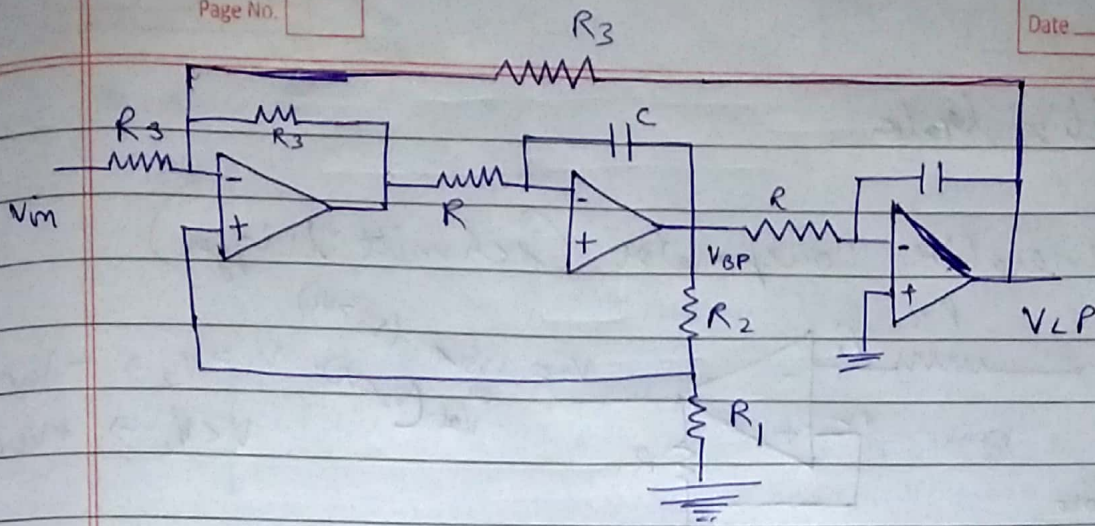 Page No.
Date
R3
R3
R3
C
Vin
-
+
R
-
+
VBP
R
-
+
VLP
R2
R1